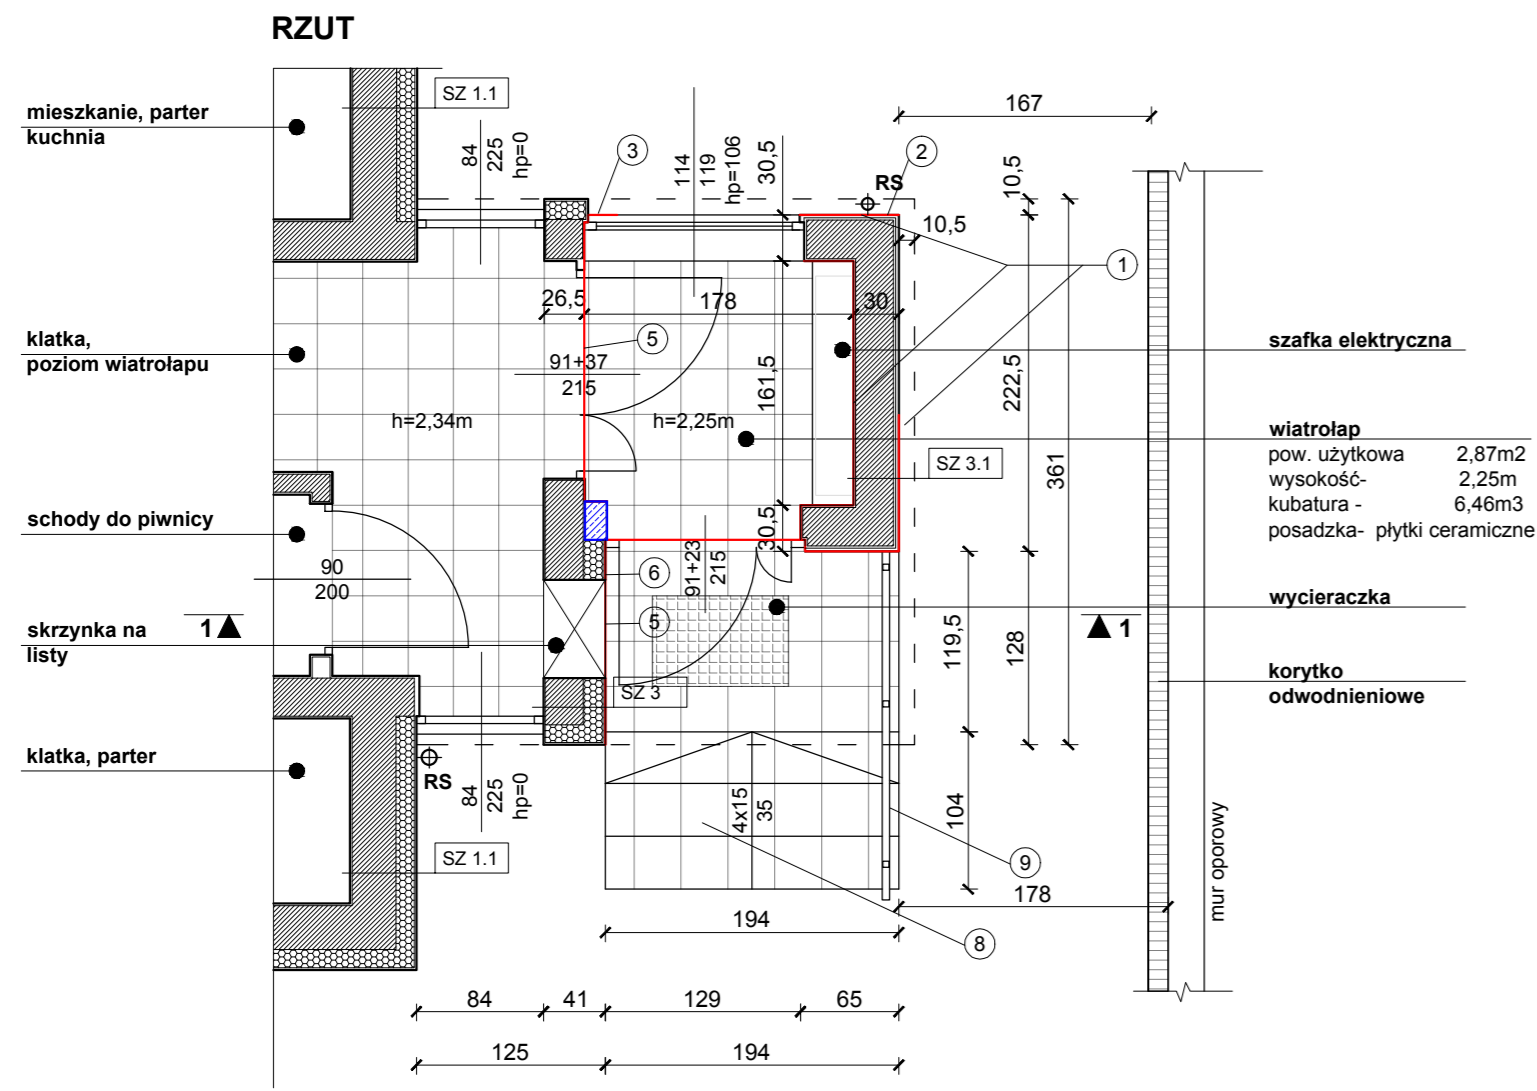 RZUT
mieszkanie, parter
kuchnia
SZ 1.1
84
225
hp=0
3
114
119
hp=106
30,5
2
RS
167
10,5
10,5
1
klatka,
poziom wiatrołapu
26,5
178
30
5
91+37
215
161,5
222,5
361
szafka elektryczna
h=2,34m
h=2,25m
SZ 3.1
wiatrołap
pow. użytkowa 2,87m2
wysokość- 2,25m
kubatura - 6,46m3
posadzka- płytki ceramiczne
schody do piwnicy
90
200
30,5
91+23
215
6
5
wycieraczka
1
1
skrzynka na
listy
119,5
128
SZ 3
korytko
odwodnieniowe
klatka, parter
RS
84
225
hp=0
4x15
35
104
9
mur oporowy
SZ 1.1
178
194
8
84
41
129
65
125
194